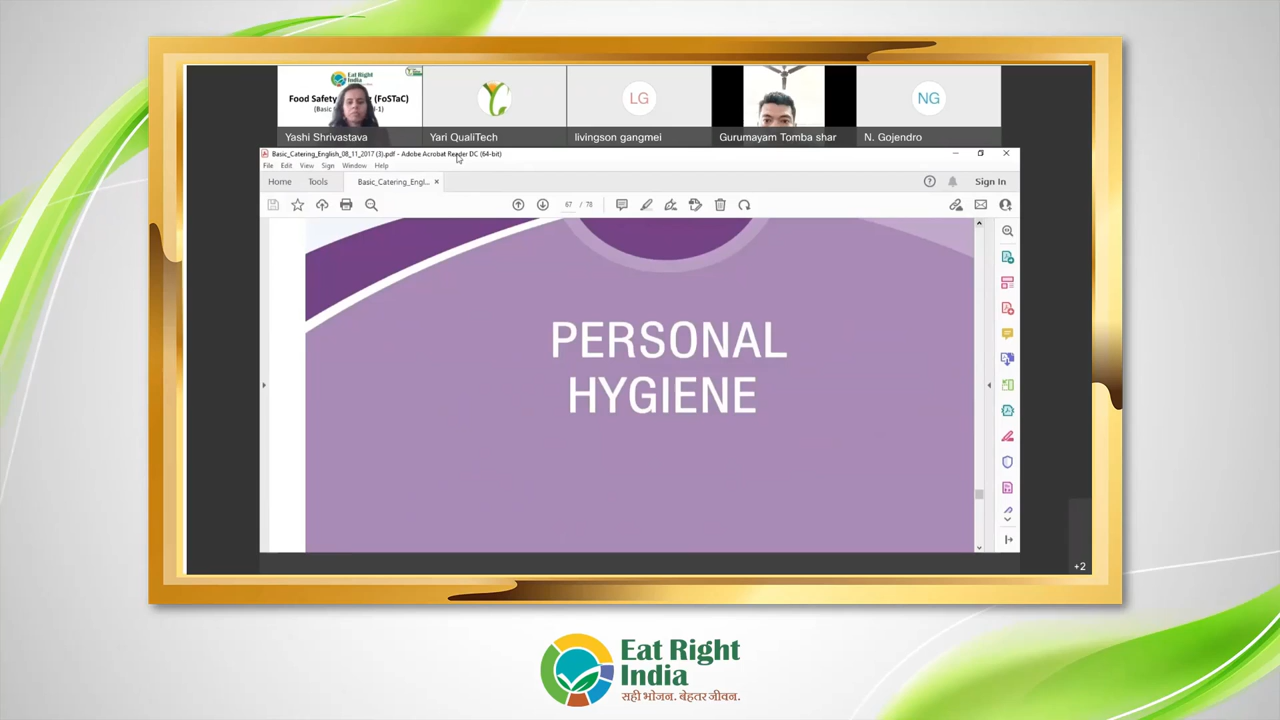 Eat Right
India
Food Safety
(FoSTaC)
(Basic
-1)
LG
NG
Yashi Shrivastava
Yari QualiTech
livingson gangmei
Gurumayam Tomba shar
N. Gojendro
Basic_Catering_English_08_11_2017 (3).pdf - Adobe Acrobat Reader DC (64-bit)
File Edit View Sign Window Help
Home Tools Basic_Catering_Engl... ×
Sign In
67 / 78
PERSONAL
HYGIENE
+2
Eat Right
India
सही भोजन. बेहतर जीवन.